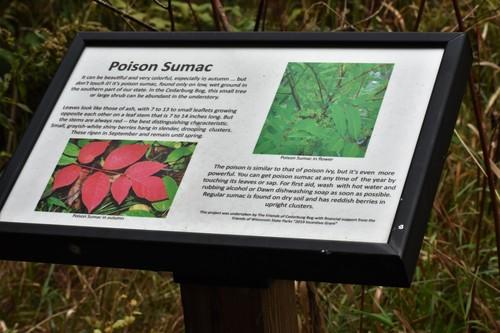 Poison Sumac
It can be beautiful and very colorful, especially in autumn ... but
don't touch it! It's poison sumac, found only on low, wet ground in
the southern part of our state. In the Cedarburg Bog, this small tree
or large shrub can be abundant in the understory.
Leaves look like those of ash, with 7 to 13 to small leaflets growing
opposite each other on a leaf stem that is 7 to 14 inches long. But
the stems are always red -- the best distinguishing characteristic.
Small, grayish-white shiny berries hang in slender, drooping clusters.
These ripen in September and remain until spring.
Poison Sumac in autumn
Poison Sumac in flower
The poison is similar to that of poison ivy, but it's even more
powerful. You can get poison sumac at any time of the year by
touching its leaves or sap. For first aid, wash with hot water and
rubbing alcohol or Dawn dishwashing soap as soon as possible.
Regular sumac is found on dry soil and has reddish berries in
upright clusters.
This project was undertaken by The Friends of Cedarburg Bog with financial support from the
Friends of Wisconsin State Parks "2019 Incentive Grant"